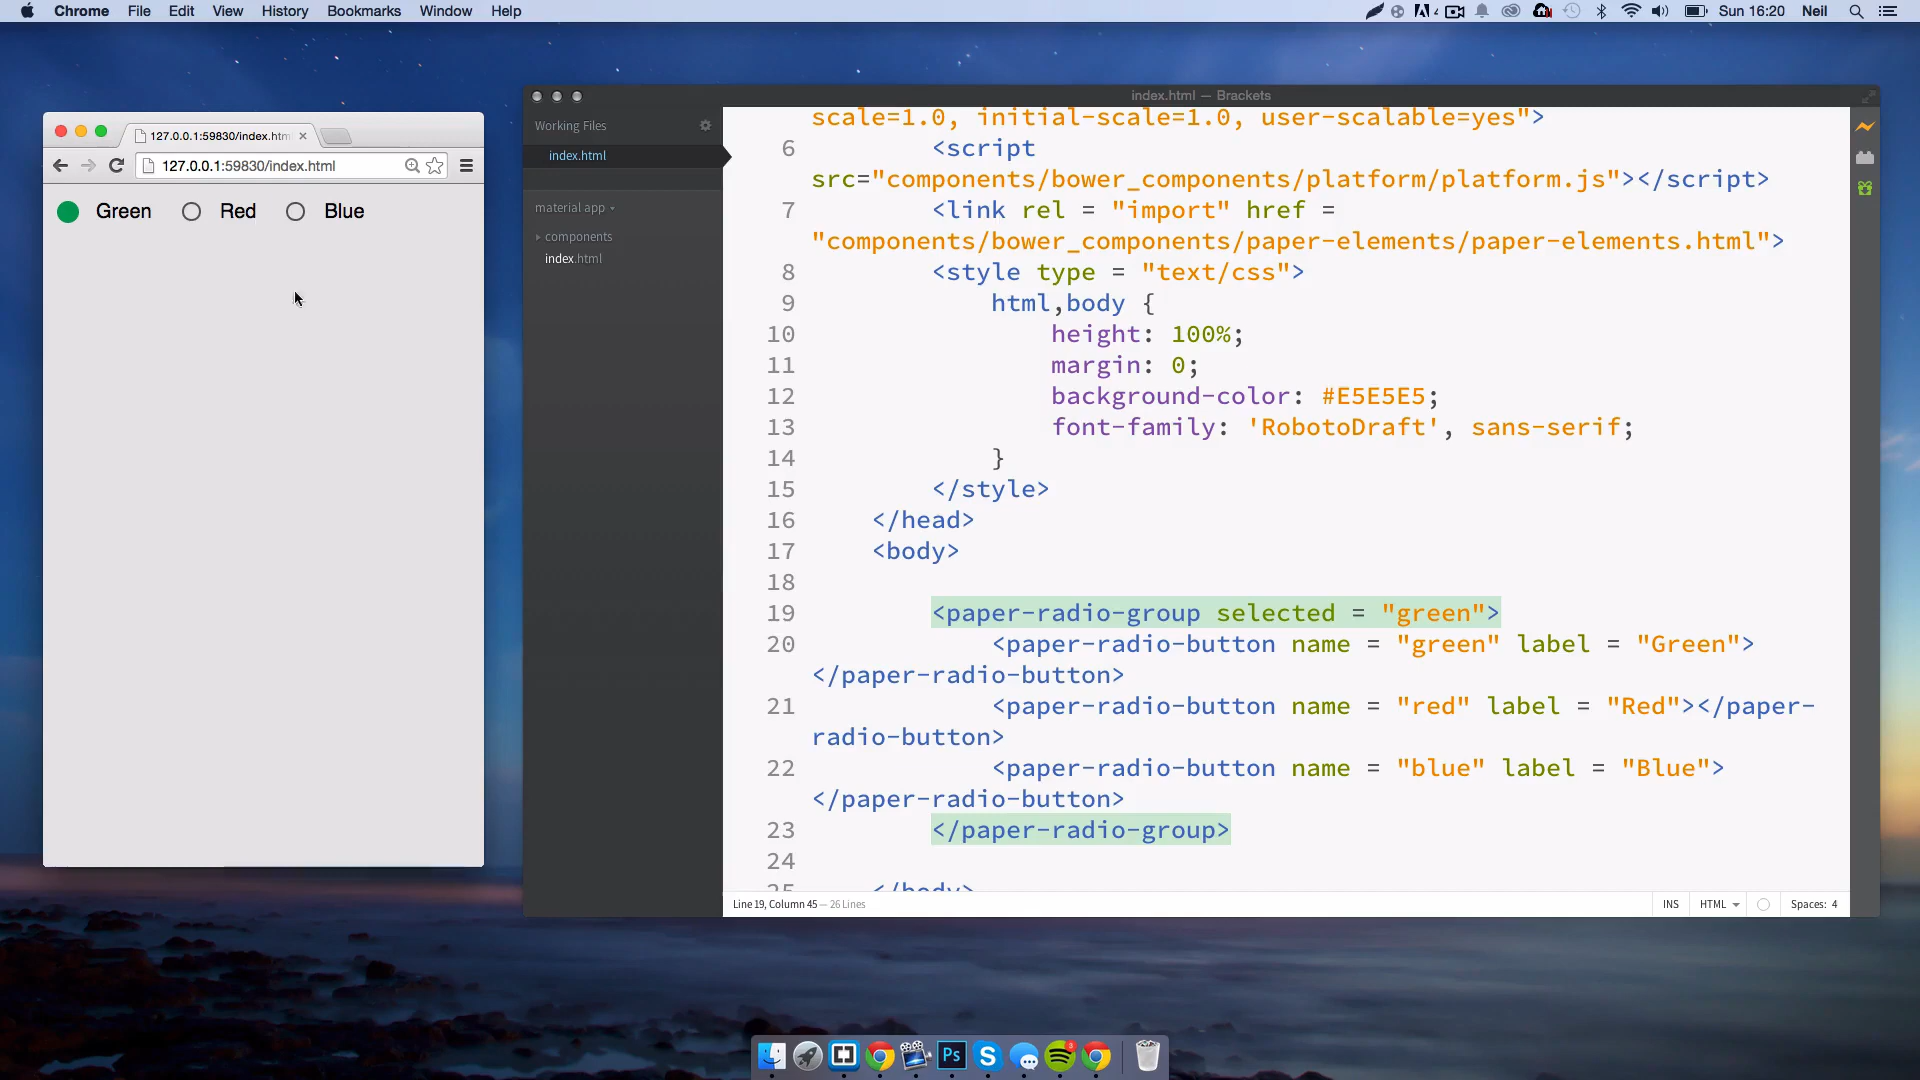 Chrome File Edit View History Bookmarks Window Help
4 Sun 16:20 Neil
127.0.0.1:59830/index.htm
127.0.0.1:59830/index.html
Green Red Blue
index.html — Brackets
Working Files
index.html
material app
components
index.html
scale=1.0, initial-scale=1.0, user-scalable=yes">
6 <script
src="components/bower_components/platform/platform.js"></script>
7 <link rel = "import" href =
"components/bower_components/paper-elements/paper-elements.html">
8 <style type = "text/css">
9 html,body {
10 height: 100%;
11 margin: 0;
12 background-color: #E5E5E5;
13 font-family: 'RobotoDraft', sans-serif;
14 }
15 </style>
16 </head>
17 <body>
18
19 <paper-radio-group selected = "green">
20 <paper-radio-button name = "green" label = "Green">
</paper-radio-button>
21 <paper-radio-button name = "red" label = "Red"></paper-
radio-button>
22 <paper-radio-button name = "blue" label = "Blue">
</paper-radio-button>
23 </paper-radio-group>
24
25 </body>
Line 19, Column 45 — 26 Lines
INS HTML Spaces: 4
Ps